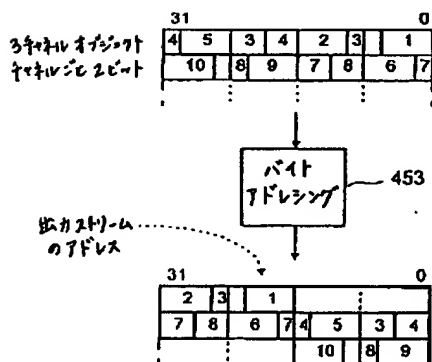 31 0
3チャネル オブジェクト
4 5 3 4 2 3 1
チャネルごと 2ビット
10 8 9 7 8 6 7
バイト
アドレシング
453
出力ストリーム
のアドレス
31 0
2 3 1
7 8 6 7 4 5 3 4
10 8 9